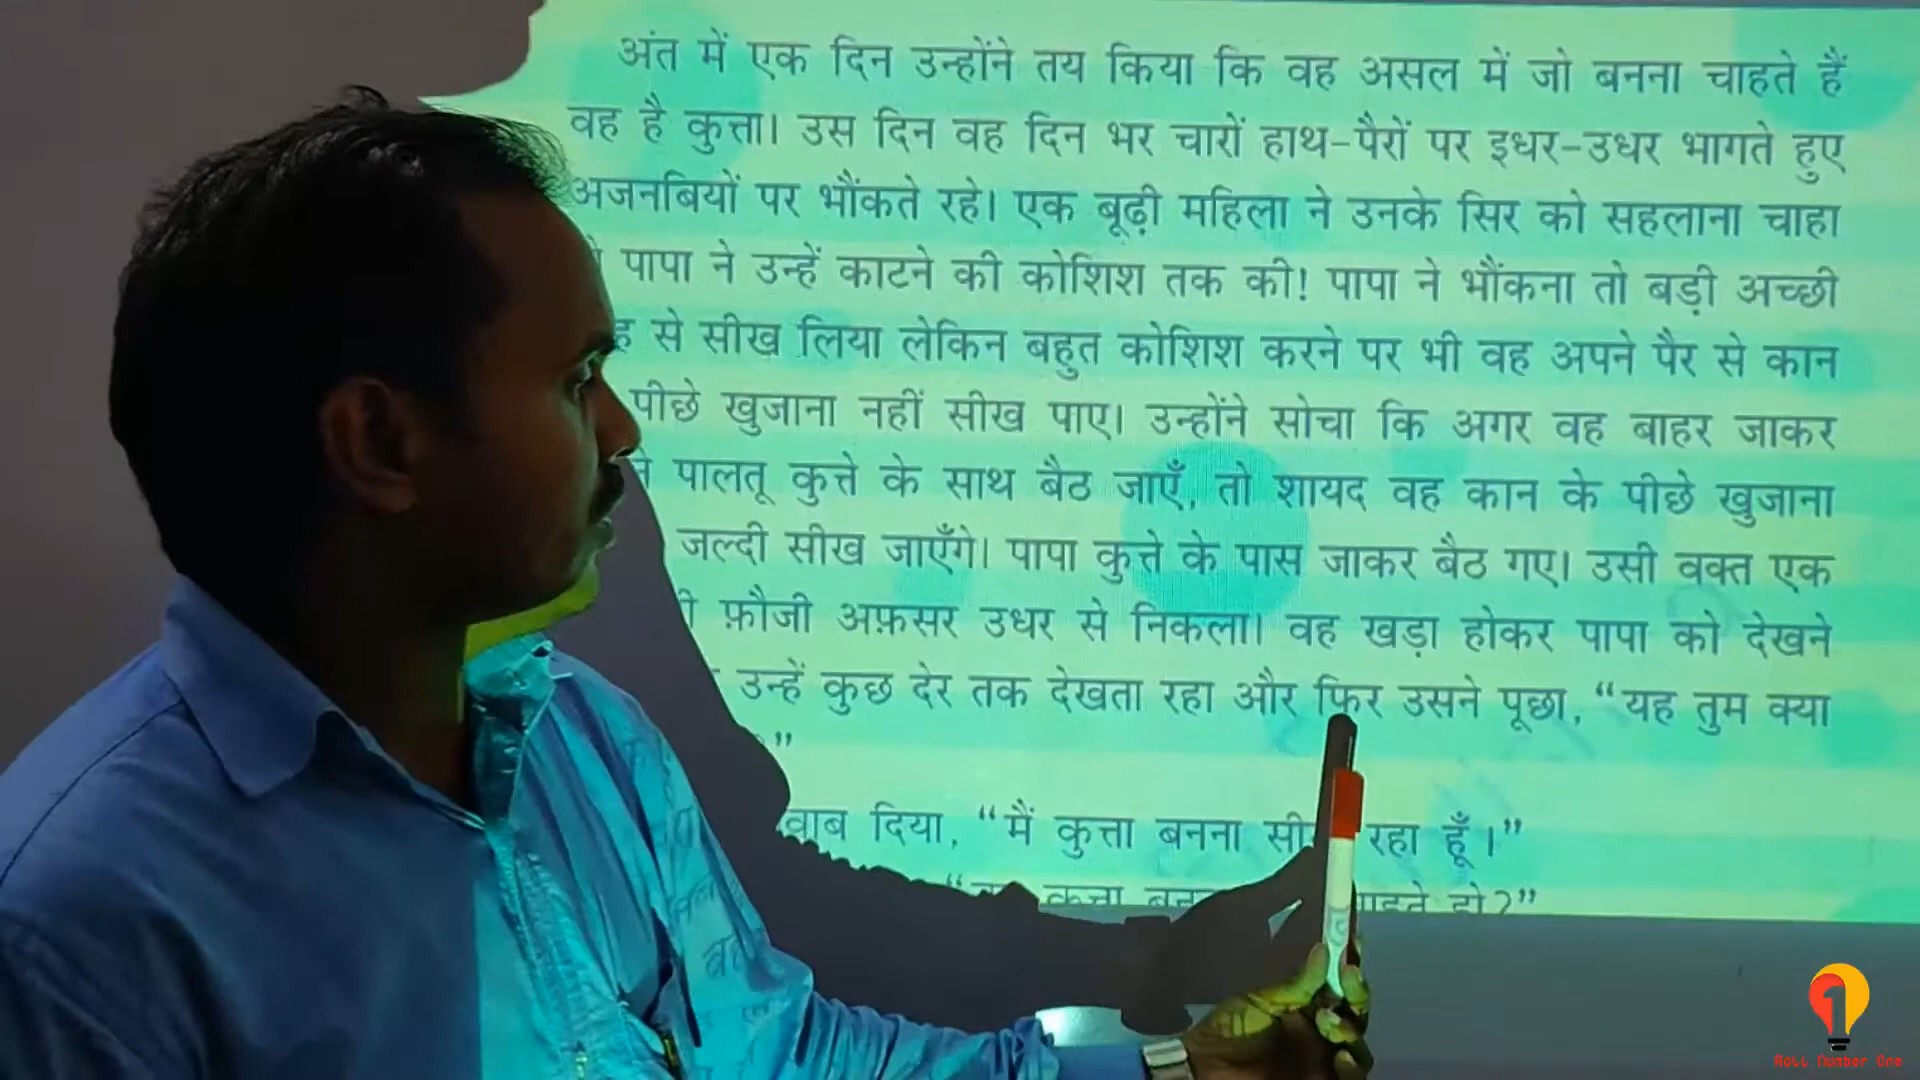 अंत में एक दिन उन्होंने तय किया कि वह असल में जो बनना चाहते हैं
वह है कुत्ता। उस दिन वह दिन भर चारों हाथ-पैरों पर इधर-उधर भागते हुए
अजनबियों पर भौंकते रहे। एक बूढ़ी महिला ने उनके सिर को सहलाना चाहा
पापा ने उन्हें काटने की कोशिश तक की! पापा ने भौंकना तो बड़ी अच्छी
से सीख लिया लेकिन बहुत कोशिश करने पर भी वह अपने पैर से कान
पीछे खुजाना नहीं सीख पाए। उन्होंने सोचा कि अगर वह बाहर जाकर
पालतू कुत्ते के साथ बैठ जाएँ, तो शायद वह कान के पीछे खुजाना
जल्दी सीख जाएँगे। पापा कुत्ते के पास जाकर बैठ गए। उसी वक्त एक
फ़ौजी अफ़सर उधर से निकला। वह खड़ा होकर पापा को देखने
उन्हें कुछ देर तक देखता रहा और फिर उसने पूछा, “यह तुम क्या
”
दिया, “मैं कुत्ता बनना रहा हूँ।”
कुत्ता हो?”
Roll Number One